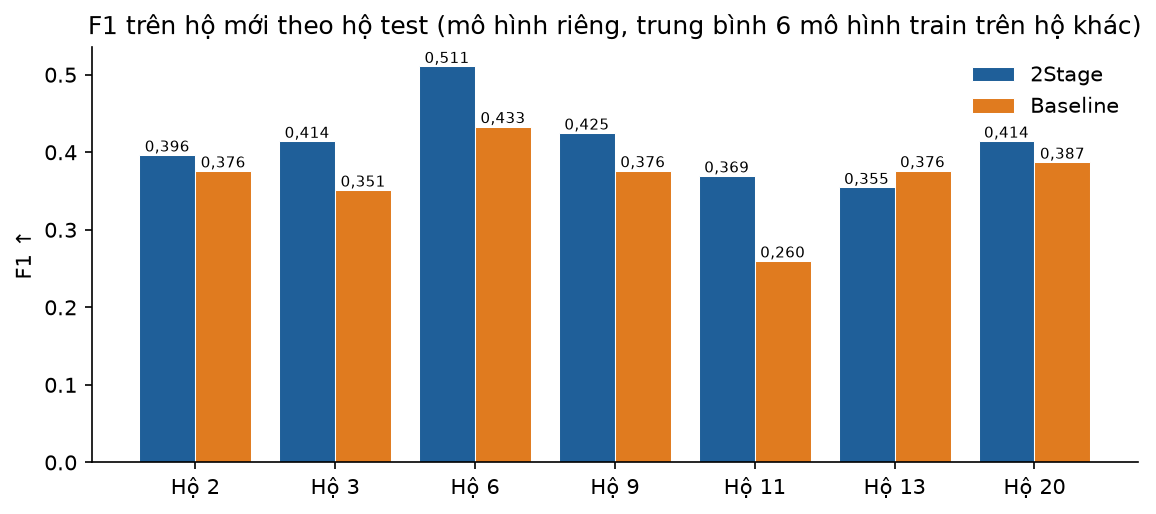 F1 trên hộ mới theo hộ test (mô hình riêng, trung bình 6 mô hình train trên hộ khác)
2Stage
Baseline
F1 ↑
0.5
0.4
0.3
0.2
0.1
0.0
0,396 0,376
0,414 0,351
0,511 0,433
0,425 0,376
0,369 0,260
0,355 0,376
0,414 0,387
Hộ 2 Hộ 3 Hộ 6 Hộ 9 Hộ 11 Hộ 13 Hộ 20